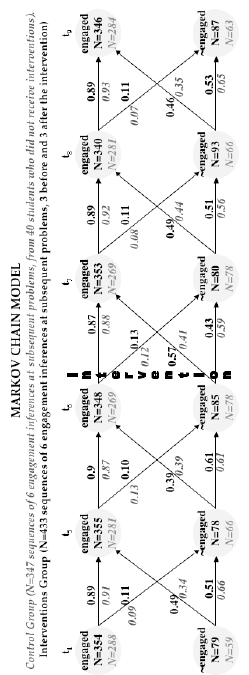 MARKOV CHAIN MODEL
Control Group (N=347 sequences of 6 engagement inferences at subsequent problems, from 40 students who did not receive interventions).
Interventions Group (N=433 sequences of 6 engagement inferences at subsequent problems, 3 before and 3 after the intervention)
t₄ t₅ t₆ t₇ t₈ t₉
engaged engaged engaged engaged engaged engaged
N=354 0.89 N=355 0.9 N=348 0.87 N=353 0.89 N=340 0.89 N=346
N=288 0.91 N=281 0.87 N=269 0.88 N=269 0.92 N=281 0.93 N=284
0.11 0.10 0.13 0.11 0.11
0.09 0.13 0.12 0.08 0.07
Intervention
0.49 0.39 0.57 0.49 0.46
0.34 0.39 0.41 0.44 0.35
~engaged ~engaged ~engaged ~engaged ~engaged ~engaged
N=79 0.51 N=78 0.61 N=85 0.43 N=80 0.51 N=93 0.53 N=87
N=59 0.66 N=66 0.61 N=78 0.59 N=78 0.56 N=66 0.65 N=63